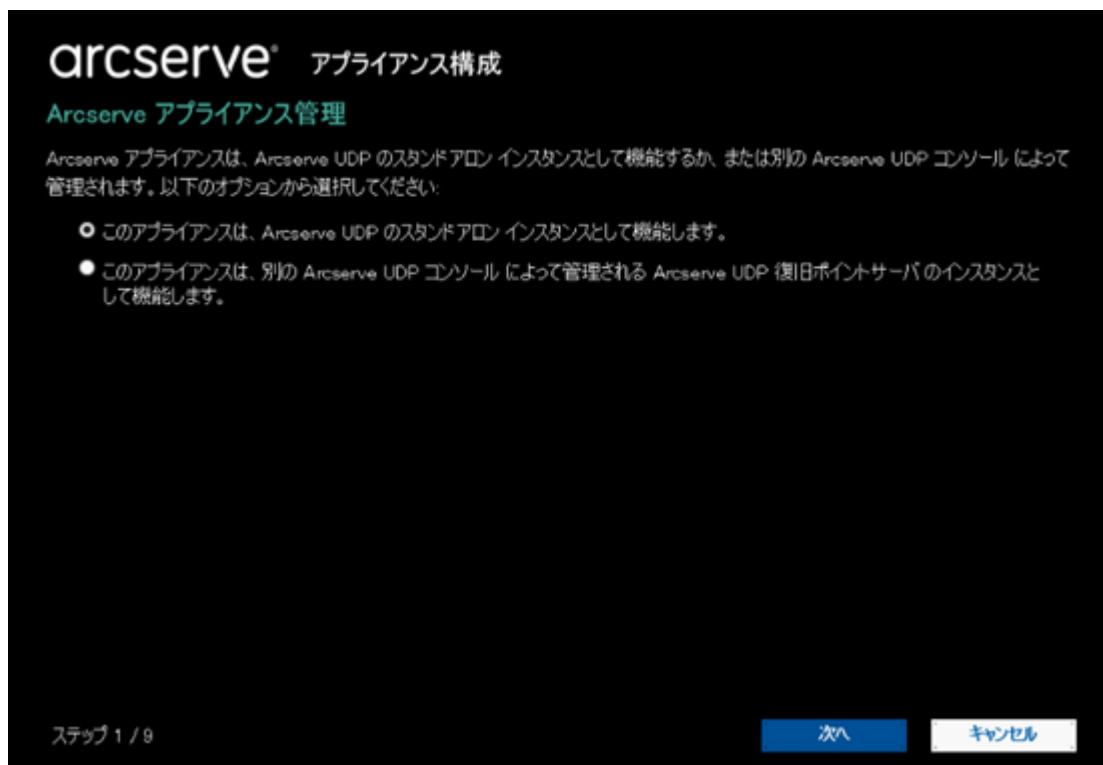 arcserve® アプライアンス構成
Arcserve アプライアンス管理
Arcserve アプライアンスは、Arcserve UDP のスタンドアロン インスタンスとして機能するか、または別の Arcserve UDP コンソール によって
管理されます。以下のオプションから選択してください:
このアプライアンスは、Arcserve UDP のスタンドアロン インスタンスとして機能します。
このアプライアンスは、別の Arcserve UDP コンソール によって管理される Arcserve UDP 復旧ポイントサーバ のインスタンスと
して機能します。
ステップ 1 / 9
次へ
キャンセル